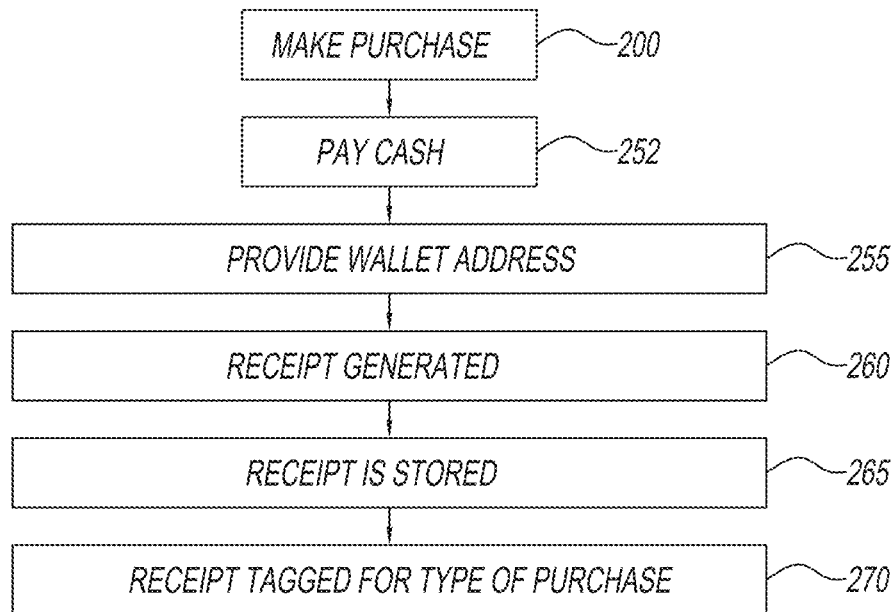 MAKE PURCHASE 200
PAY CASH 252
PROVIDE WALLET ADDRESS 255
RECEIPT GENERATED 260
RECEIPT IS STORED 265
RECEIPT TAGGED FOR TYPE OF PURCHASE 270